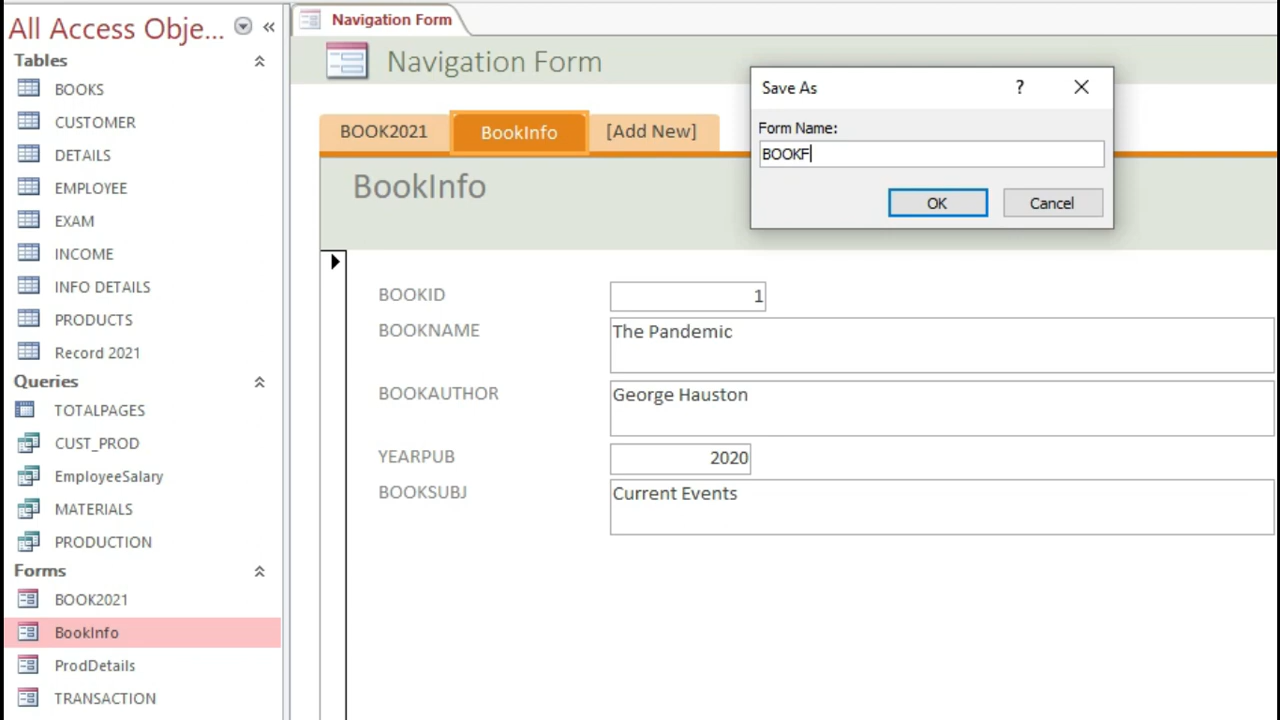 All Access Obje...
Tables
BOOKS
CUSTOMER
DETAILS
EMPLOYEE
EXAM
INCOME
INFO DETAILS
PRODUCTS
Record 2021
Queries
TOTALPAGES
CUST_PROD
EmployeeSalary
MATERIALS
PRODUCTION
Forms
BOOK2021
BookInfo
ProdDetails
TRANSACTION
Navigation Form
Navigation Form
BOOK2021 BookInfo [Add New]
BookInfo
BOOKID 1
BOOKNAME The Pandemic
BOOKAUTHOR George Hauston
YEARPUB 2020
BOOKSUBJ Current Events
Save As ?
Form Name:
BOOKF
OK Cancel